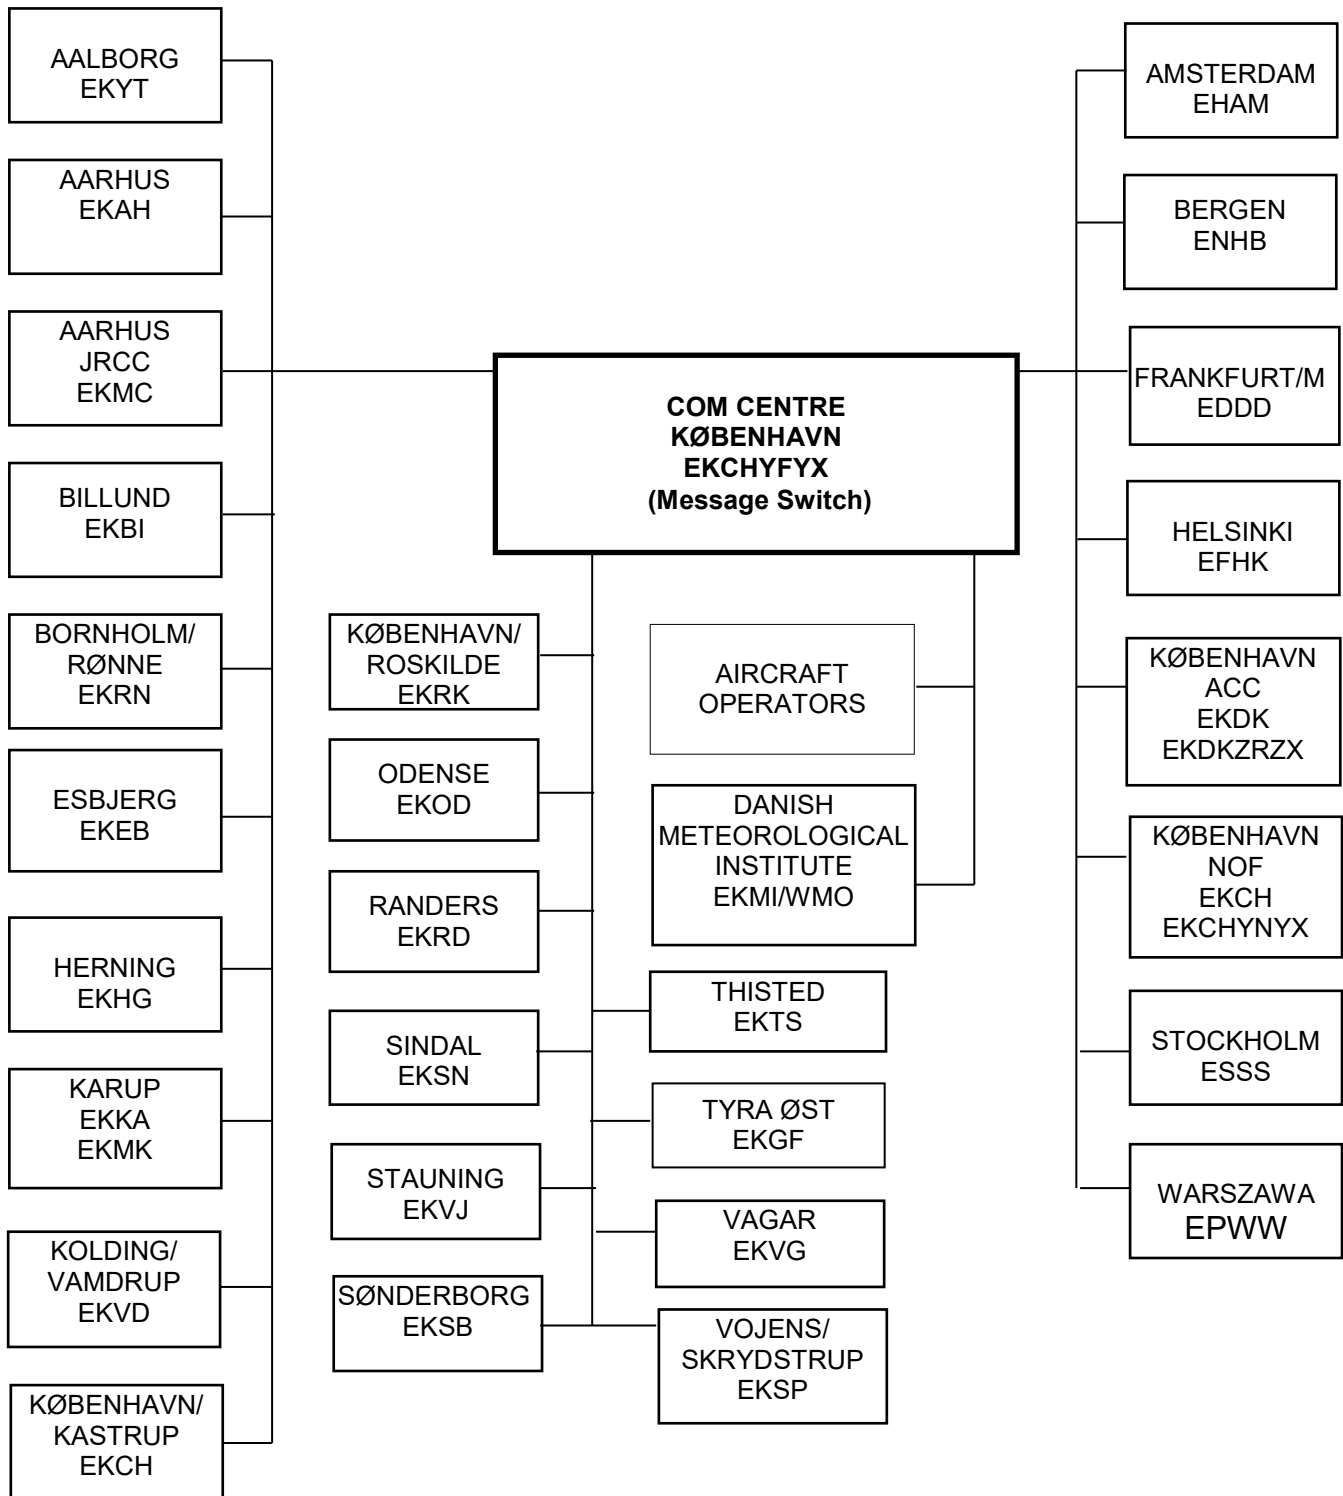 AALBORG
EKYT
AARHUS
EKAH
AARHUS
JRCC
EKMC
BILLUND
EKBI
BORNHOLM/
RØNNE
EKRN
ESBJERG
EKEB
HERNING
EKHG
KARUP
EKKA
EKMK
KOLDING/
VAMDRUP
EKVD
KØBENHAVN/
KASTRUP
EKCH
COM CENTRE
KØBENHAVN
EKCHYFYX
(Message Switch)
KØBENHAVN/
ROSKILDE
EKRK
ODENSE
EKOD
RANDERS
EKRD
SINDAL
EKSN
STAUNING
EKVJ
SØNDERBORG
EKSB
AIRCRAFT
OPERATORS
DANISH
METEOROLOGICAL
INSTITUTE
EKMI/WMO
THISTED
EKTS
TYRA ØST
EKGF
VAGAR
EKVG
VOJENS/
SKRYDSTRUP
EKSP
AMSTERDAM
EHAM
BERGEN
ENHB
FRANKFURT/M
EDDD
HELSINKI
EFHK
KØBENHAVN
ACC
EKDK
EKDKZRZX
KØBENHAVN
NOF
EKCH
EKCHYNYX
STOCKHOLM
ESSS
WARSZAWA
EPWW